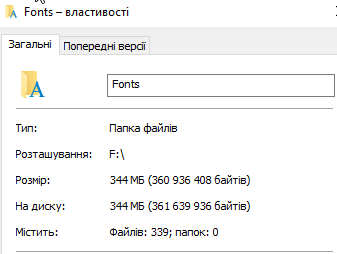 Fonts – властивості
Загальні Попередні версії
Fonts
Тип: Папка файлів
Розташування: F:\
Розмір: 344 МБ (360 936 408 байтів)
На диску: 344 МБ (361 639 936 байтів)
Містить: Файлів: 339; папок: 0